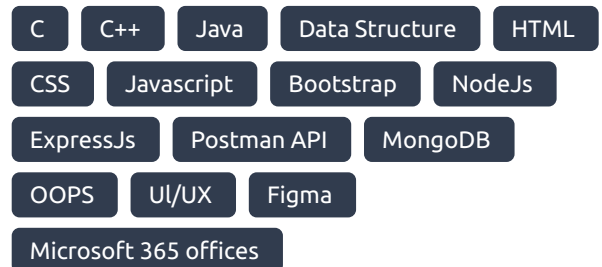 C C++ Java Data Structure HTML
CSS Javascript Bootstrap NodeJs
ExpressJs Postman API MongoDB
OOPS Ul/UX Figma
Microsoft 365 offices